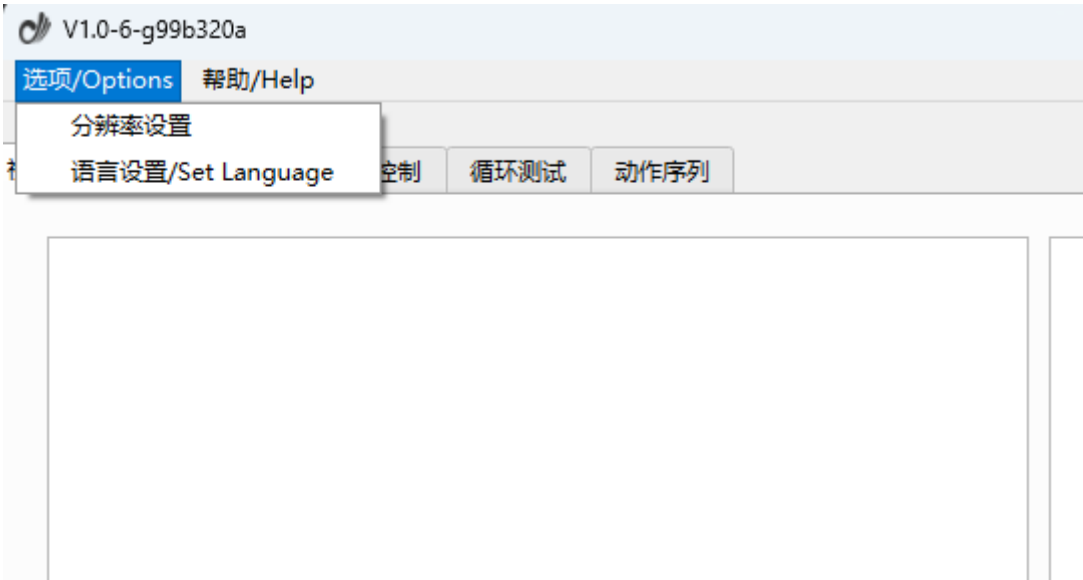 V1.0-6-g99b320a
选项/Options 帮助/Help
分辨率设置
语言设置/Set Language
控制 循环测试 动作序列